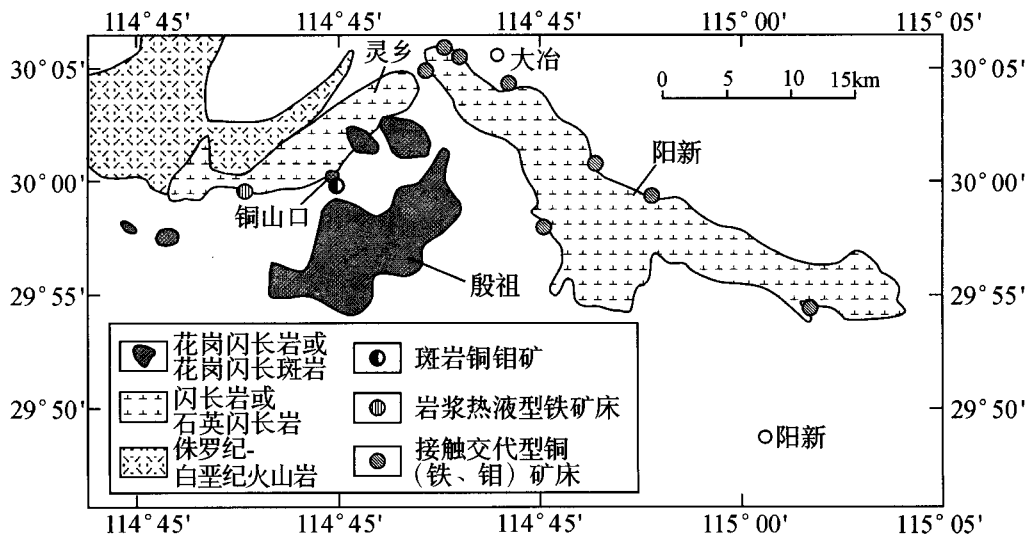 114°45′ 114°45′ 114°45′ 115°00′ 115°05′
灵乡
大冶
30°05′ 30°05′
0 5 10 15km
阳新
30°00′ 30°00′
铜山口
殷祖
29°55′ 29°55′
花岗闪长岩或
花岗闪长斑岩
斑岩铜钼矿
闪长岩或
石英闪长岩
岩浆热液型铁矿床
29°50′ 29°50′
侏罗纪-
白垩纪火山岩
接触交代型铜
(铁、钼)矿床
阳新
114°45′ 114°45′ 114°45′ 115°00′ 115°05′